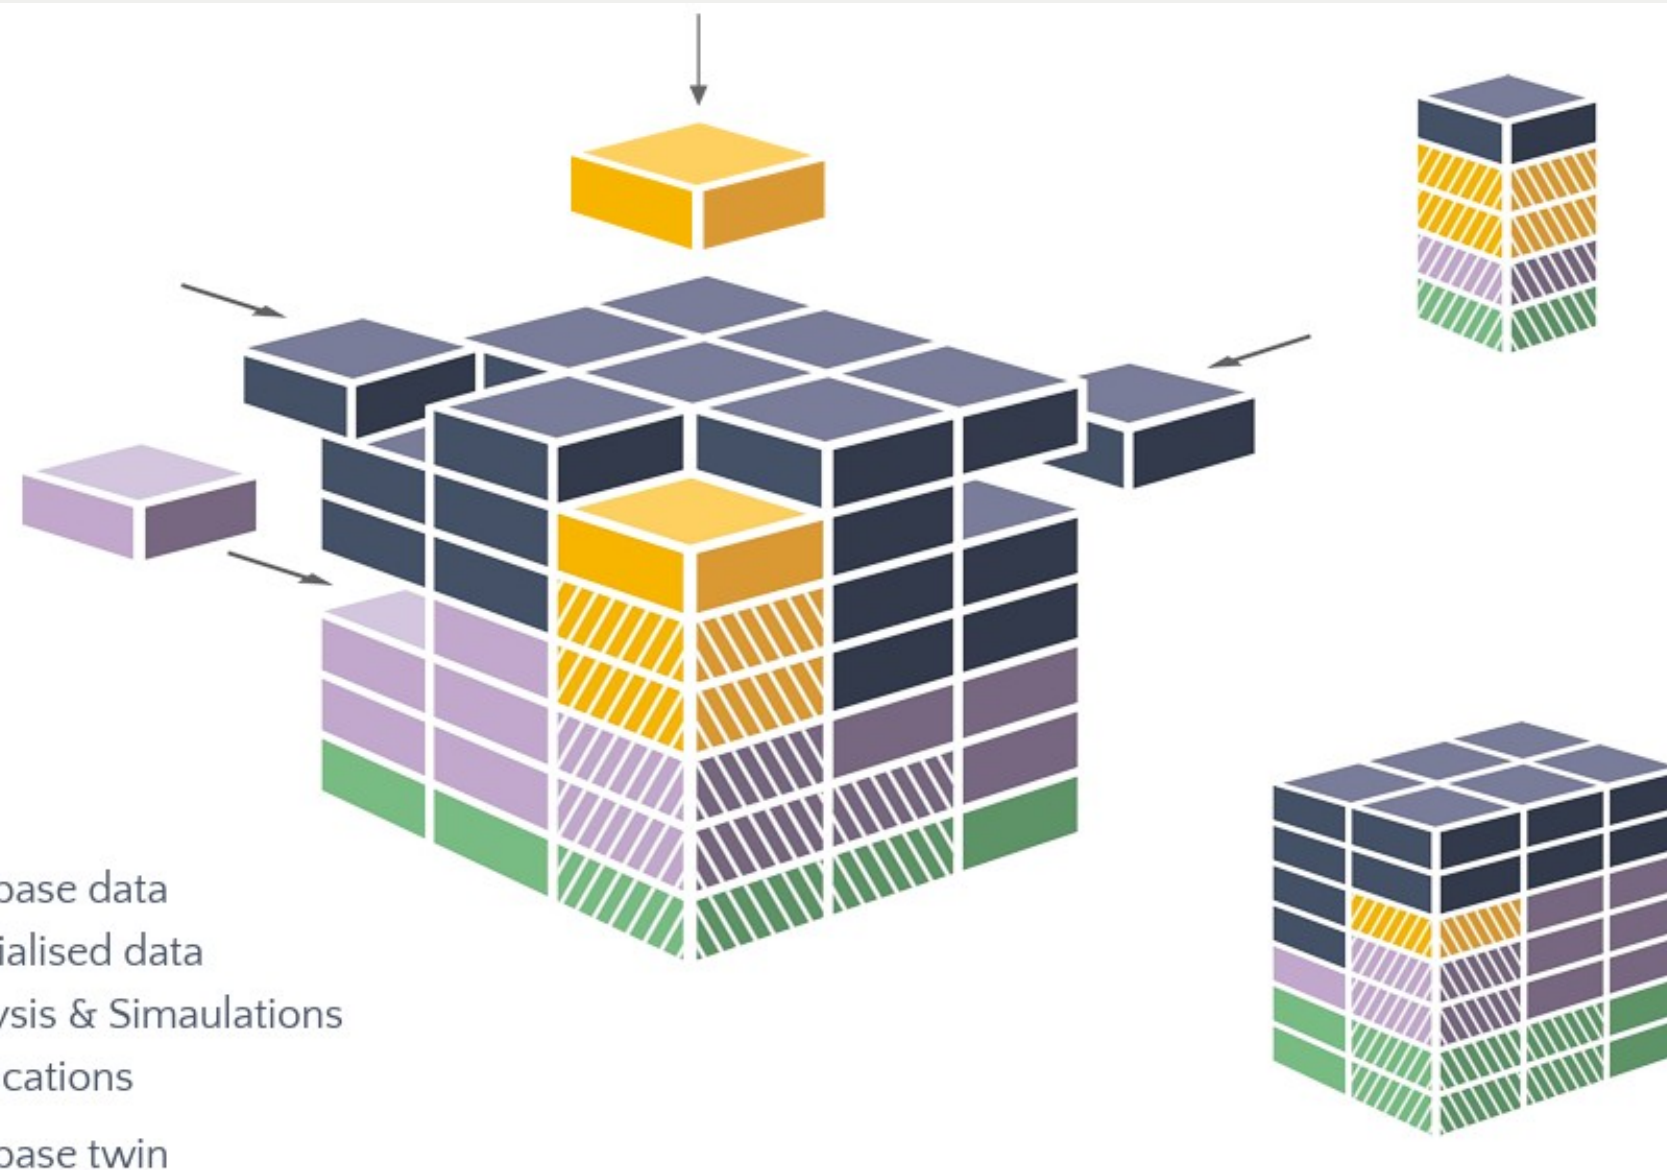 base data
ialised data
ysis & Simaulations
cations
base twin